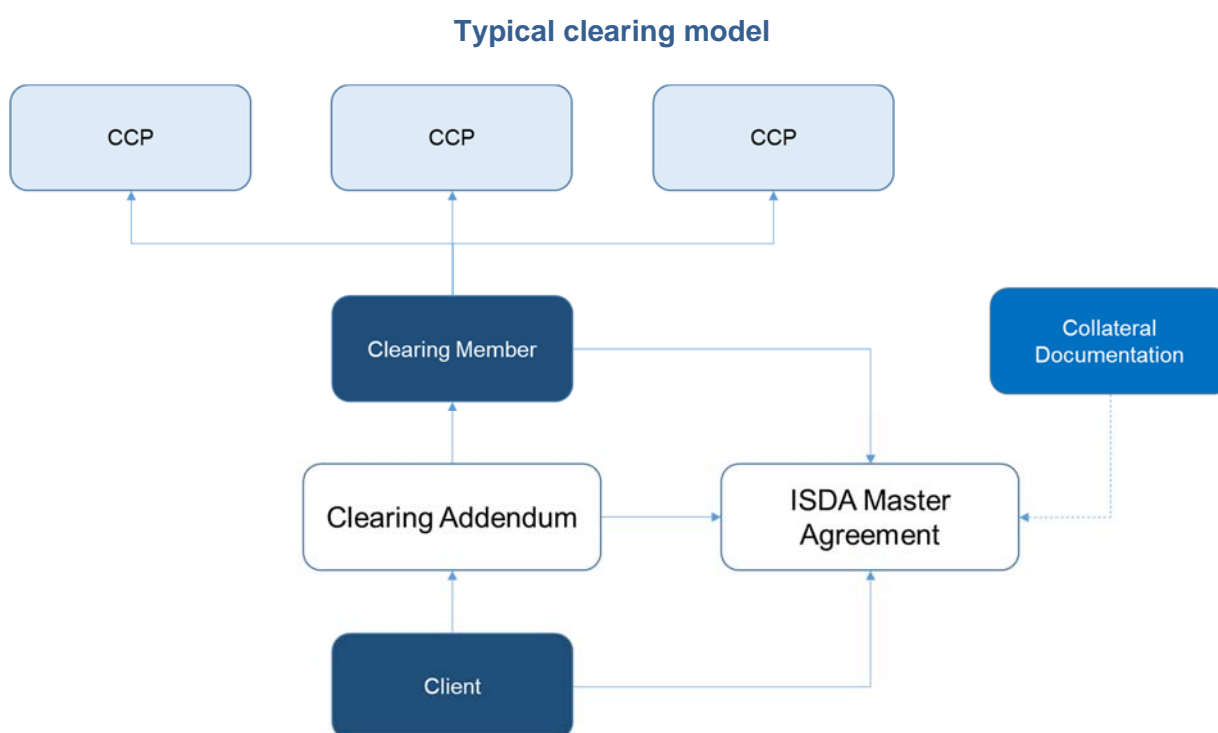 Typical clearing model
CCP
CCP
CCP
Clearing Member
Collateral
Documentation
Clearing Addendum
ISDA Master
Agreement
Client